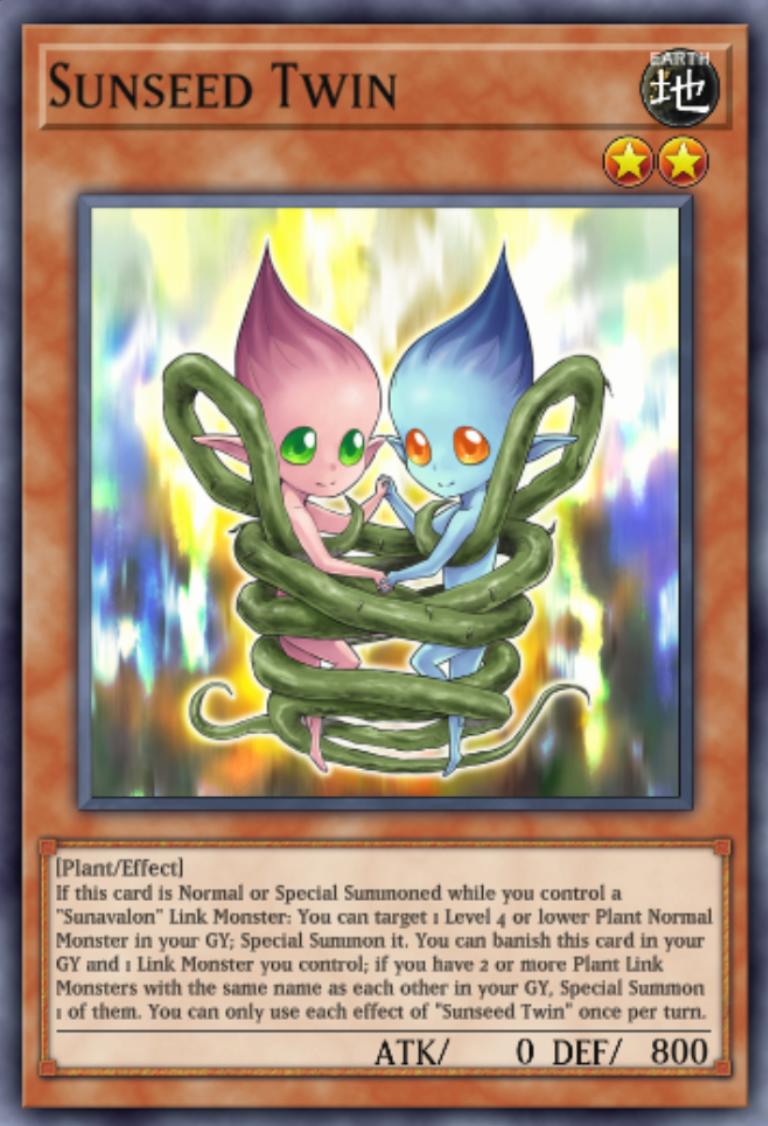 Sunseed Twin
EARTH
地
[Plant/Effect]
If this card is Normal or Special Summoned while you control a
"Sunavalon" Link Monster: You can target 1 Level 4 or lower Plant Normal
Monster in your GY; Special Summon it. You can banish this card in your
GY and 1 Link Monster you control; if you have 2 or more Plant Link
Monsters with the same name as each other in your GY, Special Summon
1 of them. You can only use each effect of "Sunseed Twin" once per turn.
ATK/ 0 DEF/ 800